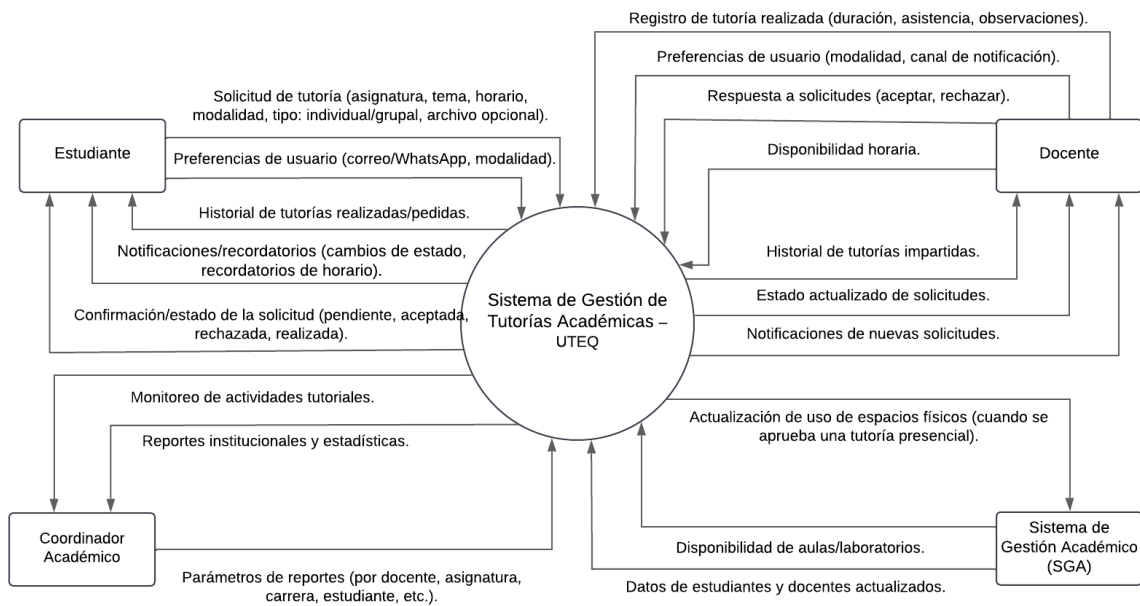 Registro de tutoría realizada (duración, asistencia, observaciones).
Preferencias de usuario (modalidad, canal de notificación).
Solicitud de tutoría (asignatura, tema, horario,
modalidad, tipo: individual/grupal, archivo opcional).
Respuesta a solicitudes (aceptar, rechazar).
Estudiante
Preferencias de usuario (correo/WhatsApp, modalidad).
Disponibilidad horaria.
Docente
Historial de tutorías realizadas/pedidas.
Notificaciones/recordatorios (cambios de estado,
recordatorios de horario).
Historial de tutorías impartidas.
Sistema de Gestión de
Tutorías Académicas –
UTEQ
Estado actualizado de solicitudes.
Confirmación/estado de la solicitud (pendiente, aceptada,
rechazada, realizada).
Notificaciones de nuevas solicitudes.
Monitoreo de actividades tutoriales.
Reportes institucionales y estadísticas.
Actualización de uso de espacios físicos (cuando se
aprueba una tutoría presencial).
Coordinador
Académico
Sistema de
Gestión Académico
(SGA)
Disponibilidad de aulas/laboratorios.
Parámetros de reportes (por docente, asignatura,
carrera, estudiante, etc.).
Datos de estudiantes y docentes actualizados.